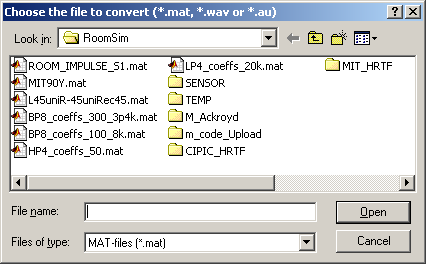 Choose the file to convert (*.mat, *.wav or *.au)
Look in: RoomSim
ROOM_IMPULSE_S1.mat LP4_coeffs_20k.mat MIT_HRTF
MIT90Y.mat SENSOR
L45uniR-45uniRec45.mat TEMP
BP8_coeffs_300_3p4k.mat M_Ackroyd
BP8_coeffs_100_8k.mat m_code_Upload
HP4_coeffs_50.mat CIPIC_HRTF
File name: Open
Files of type: MAT-files (*.mat) Cancel